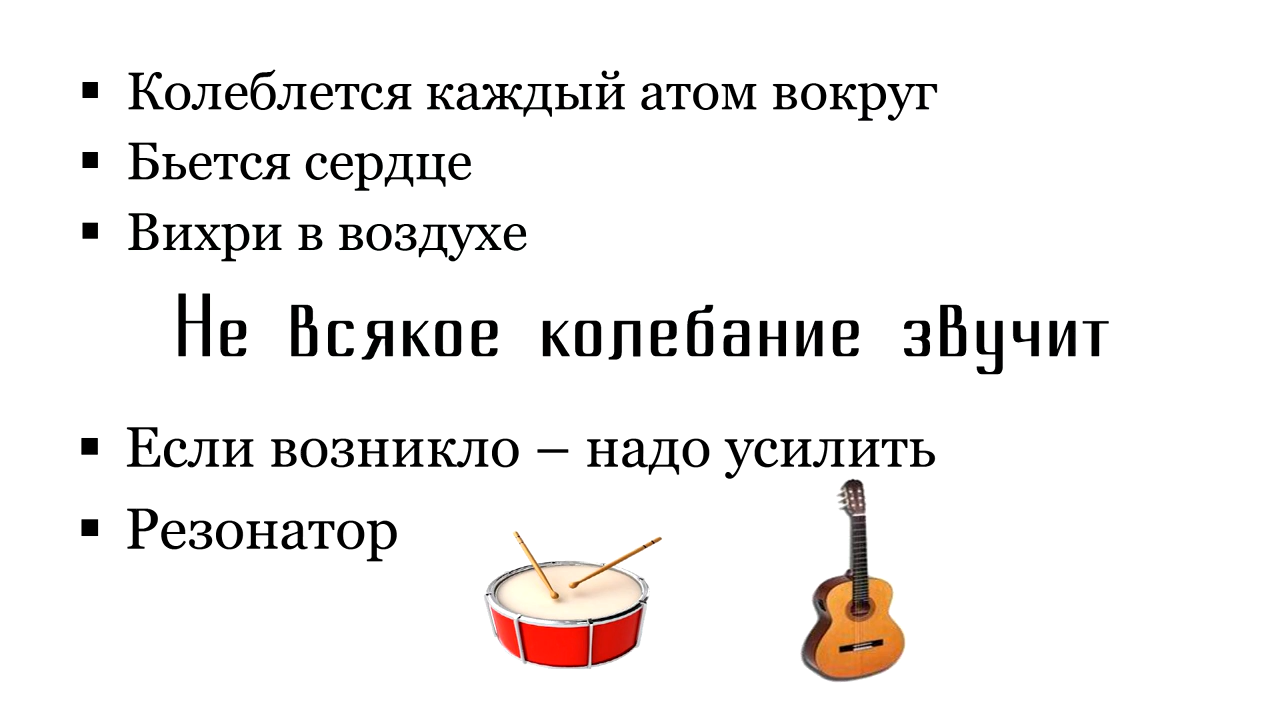 ▪ Колеблется каждый атом вокруг
▪ Бьется сердце
▪ Вихри в воздухе
Не всякое колебание звучит
▪ Если возникло – надо усилить
▪ Резонатор